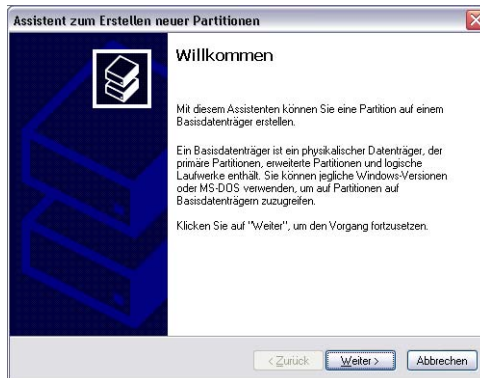 Assistent zum Erstellen neuer Partitionen
Willkommen
Mit diesem Assistenten können Sie eine Partition auf einem
Basisdatenträger erstellen.
Ein Basisdatenträger ist ein physikalischer Datenträger, der
primäre Partitionen, erweiterte Partitionen und logische
Laufwerke enthält. Sie können jegliche Windows-Versionen
oder MS-DOS verwenden, um auf Partitionen auf
Basisdatenträgern zuzugreifen.
Klicken Sie auf "Weiter", um den Vorgang fortzusetzen.
< Zurück Weiter > Abbrechen